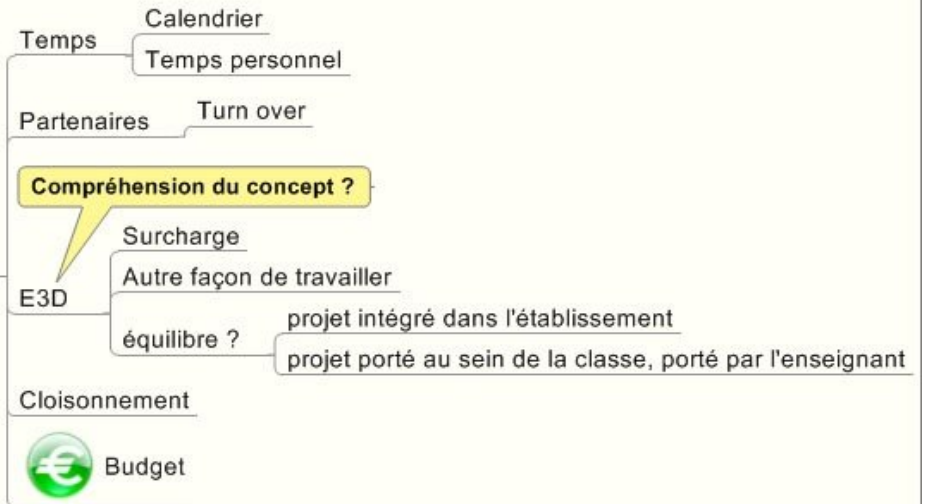 Calendrier
Temps
Temps personnel
Turn over
Partenaires
Compréhension du concept ?
Surcharge
Autre façon de travailler
E3D
projet intégré dans l'établissement
équilibre ?
projet porté au sein de la classe, porté par l'enseignant
Cloisonnement
€ Budget